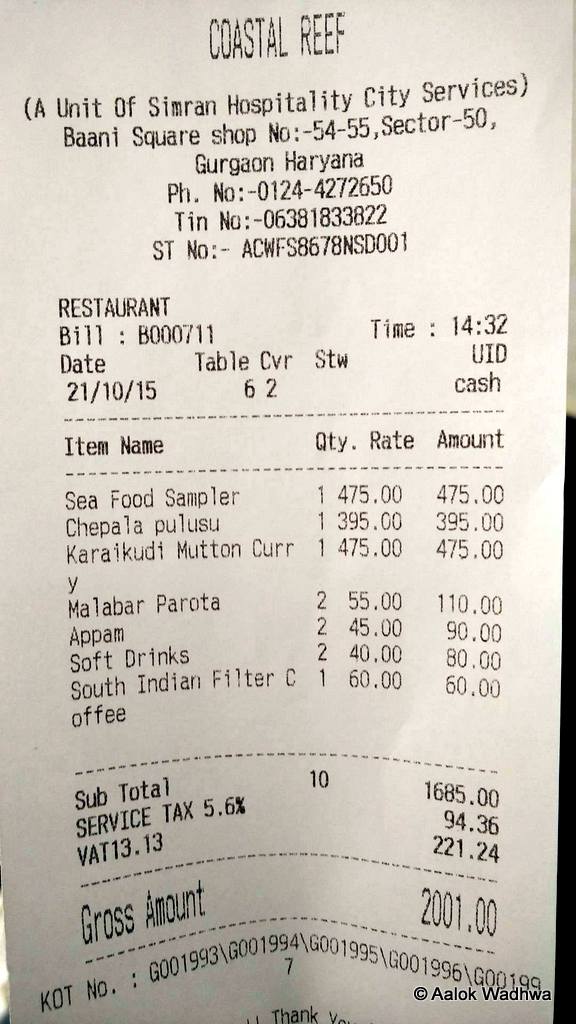 COASTAL REEF
(A Unit Of Simran Hospitality City Services)
Baani Square shop No:-54-55,Sector-50,
Gurgaon Haryana
Ph. No:-0124-4272650
Tin No:-06381833822
ST No:- ACWFS8678NSD001
RESTAURANT
Bill : B000711 Time : 14:32
Date Table Cvr Stw UID
21/10/15 6 2 cash
Item Name Qty. Rate Amount
Sea Food Sampler 1 475.00 475.00
Chepala pulusu 1 395.00 395.00
Karaikudi Mutton Curr 1 475.00 475.00
y
Malabar Parota 2 55.00 110.00
Appam 2 45.00 90.00
Soft Drinks 2 40.00 80.00
South Indian Filter C 1 60.00 60.00
offee
Sub Total 10 1685.00
SERVICE TAX 5.6% 94.36
VAT13.13 221.24
Gross Amount 2001.00
KOT No. : G001993\G001994\G001995\G001996\G00199
7
Thank
© Aalok Wadhwa